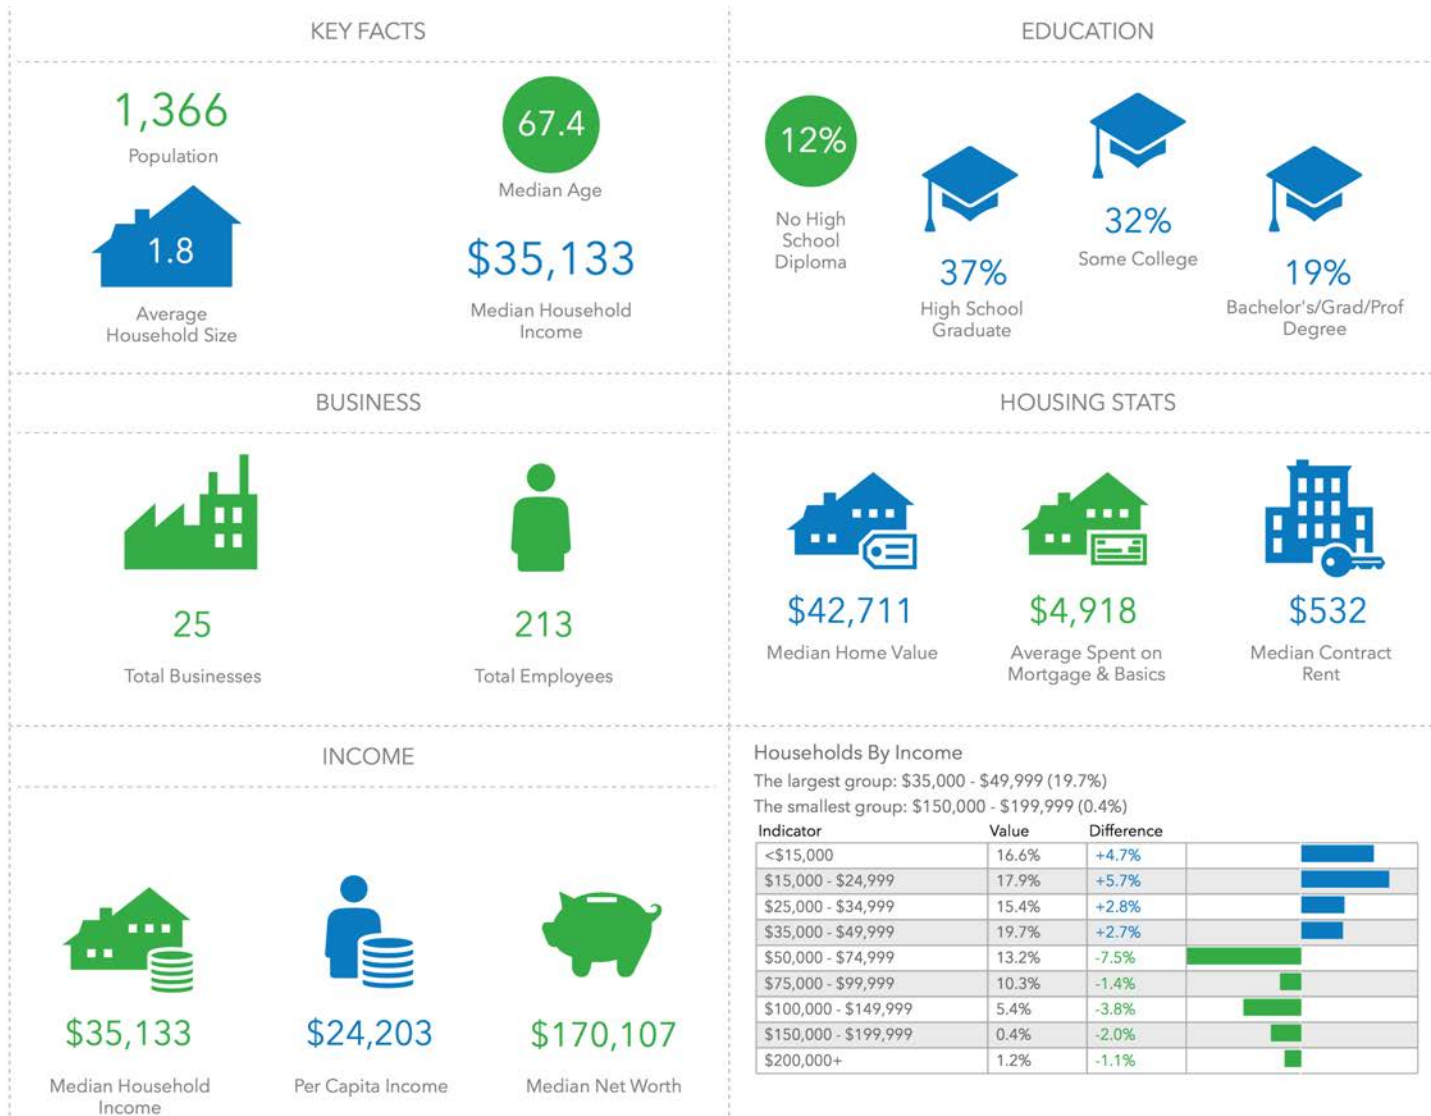 KEY FACTS
1,366
Population
67.4
Median Age
1.8
Average
Household Size
$35,133
Median Household
Income
EDUCATION
12%
No High
School
Diploma
37%
High School
Graduate
32%
Some College
19%
Bachelor's/Grad/Prof
Degree
BUSINESS
25
Total Businesses
213
Total Employees
HOUSING STATS
$42,711
Median Home Value
$4,918
Average Spent on
Mortgage & Basics
$532
Median Contract
Rent
INCOME
$35,133
Median Household
Income
$24,203
Per Capita Income
$170,107
Median Net Worth
Households By Income
The largest group: $35,000 - $49,999 (19.7%)
The smallest group: $150,000 - $199,999 (0.4%)
Indicator Value Difference
<$15,000 16.6% +4.7%
$15,000 - $24,999 17.9% +5.7%
$25,000 - $34,999 15.4% +2.8%
$35,000 - $49,999 19.7% +2.7%
$50,000 - $74,999 13.2% -7.5%
$75,000 - $99,999 10.3% -1.4%
$100,000 - $149,999 5.4% -3.8%
$150,000 - $199,999 0.4% -2.0%
$200,000+ 1.2% -1.1%